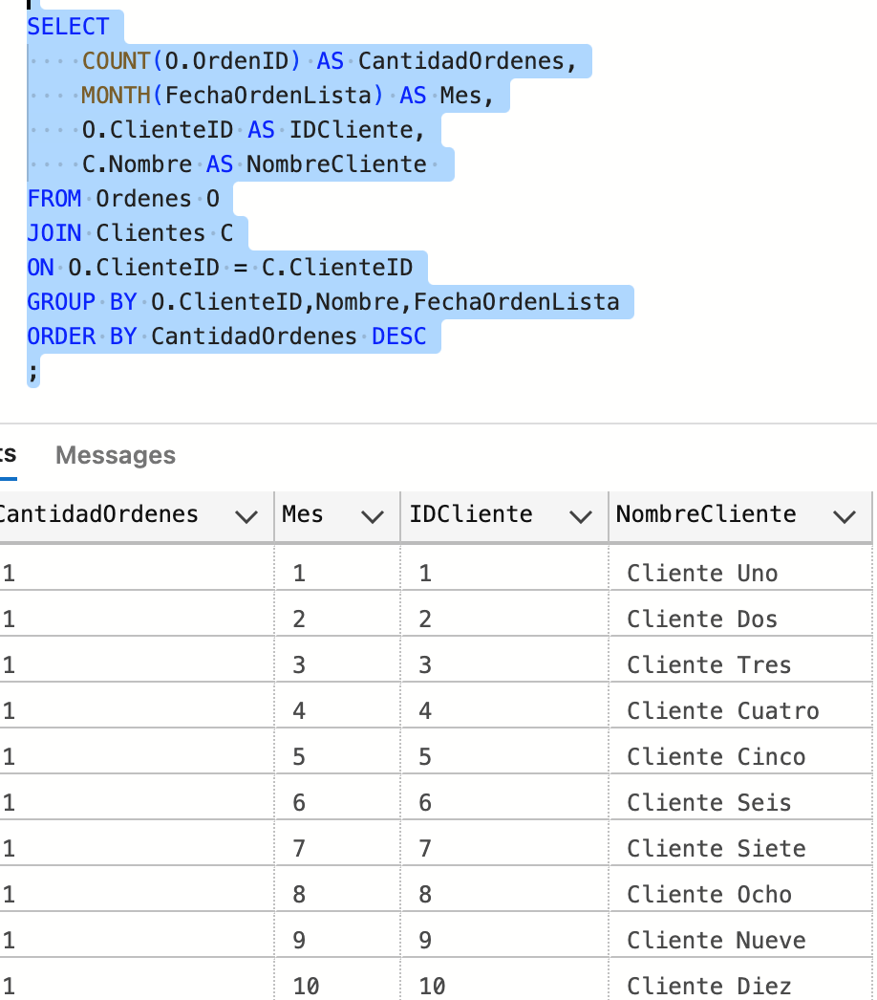 SELECT
COUNT(O.OrdenID) AS CantidadOrdenes,
MONTH(FechaOrdenLista) AS Mes,
O.ClienteID AS IDCliente,
C.Nombre AS NombreCliente
FROM Ordenes O
JOIN Clientes C
ON O.ClienteID = C.ClienteID
GROUP BY O.ClienteID,Nombre,FechaOrdenLista
ORDER BY CantidadOrdenes DESC
;
ts Messages
CantidadOrdenes Mes IDCliente NombreCliente
1 1 1 Cliente Uno
1 2 2 Cliente Dos
1 3 3 Cliente Tres
1 4 4 Cliente Cuatro
1 5 5 Cliente Cinco
1 6 6 Cliente Seis
1 7 7 Cliente Siete
1 8 8 Cliente Ocho
1 9 9 Cliente Nueve
1 10 10 Cliente Diez